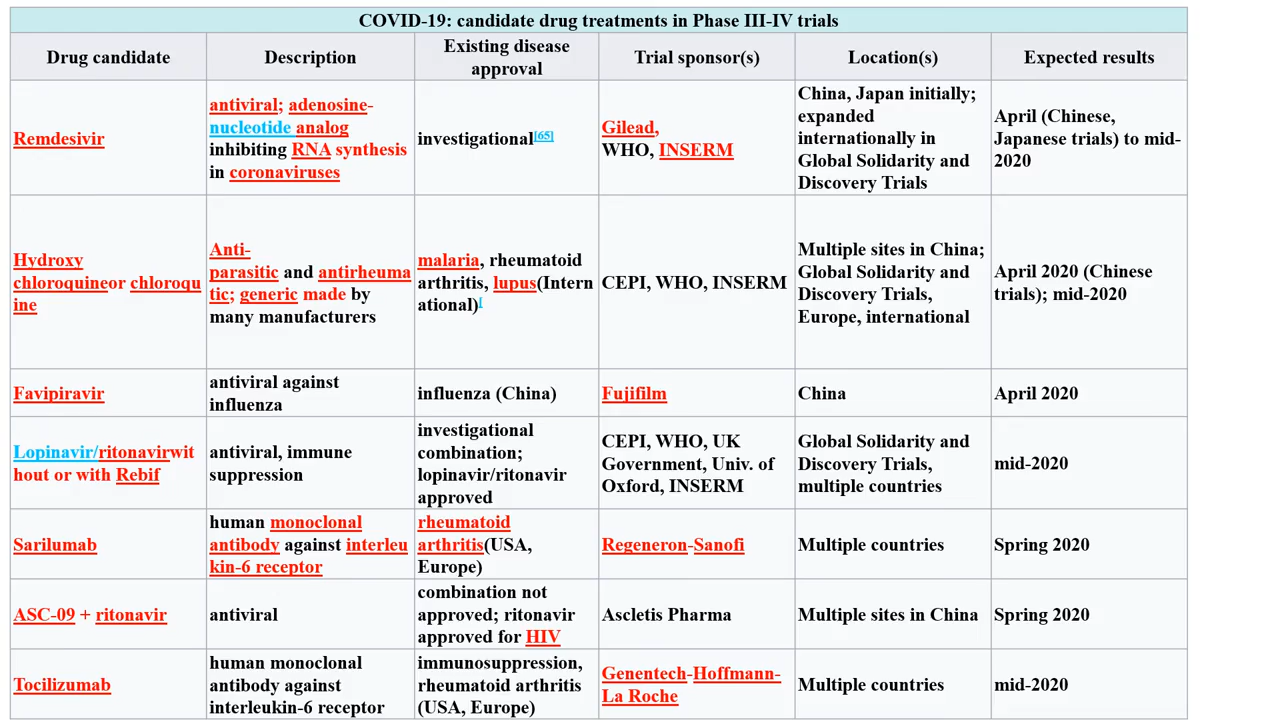 COVID-19: candidate drug treatments in Phase III-IV trials
Drug candidate
Description
Existing disease
approval
Trial sponsor(s)
Location(s)
Expected results
Remdesivir
antiviral; adenosine-
nucleotide analog
inhibiting RNA synthesis
in coronaviruses
investigational[65]
Gilead,
WHO, INSERM
China, Japan initially;
expanded
internationally in
Global Solidarity and
Discovery Trials
April (Chinese,
Japanese trials) to mid-
2020
Hydroxy
chloroquineor chloroqu
ine
Anti-
parasitic and antirheuma
tic; generic made by
many manufacturers
malaria, rheumatoid
arthritis, lupus(Intern
ational)[
CEPI, WHO, INSERM
Multiple sites in China;
Global Solidarity and
Discovery Trials,
Europe, international
April 2020 (Chinese
trials); mid-2020
Favipiravir
antiviral against
influenza
influenza (China)
Fujifilm
China
April 2020
Lopinavir/ritonavirwit
hout or with Rebif
antiviral, immune
suppression
investigational
combination;
lopinavir/ritonavir
approved
CEPI, WHO, UK
Government, Univ. of
Oxford, INSERM
Global Solidarity and
Discovery Trials,
multiple countries
mid-2020
Sarilumab
human monoclonal
antibody against interleu
kin-6 receptor
rheumatoid
arthritis(USA,
Europe)
Regeneron-Sanofi
Multiple countries
Spring 2020
ASC-09 + ritonavir
antiviral
combination not
approved; ritonavir
approved for HIV
Ascletis Pharma
Multiple sites in China
Spring 2020
Tocilizumab
human monoclonal
antibody against
interleukin-6 receptor
immunosuppression,
rheumatoid arthritis
(USA, Europe)
Genentech-Hoffmann-
La Roche
Multiple countries
mid-2020